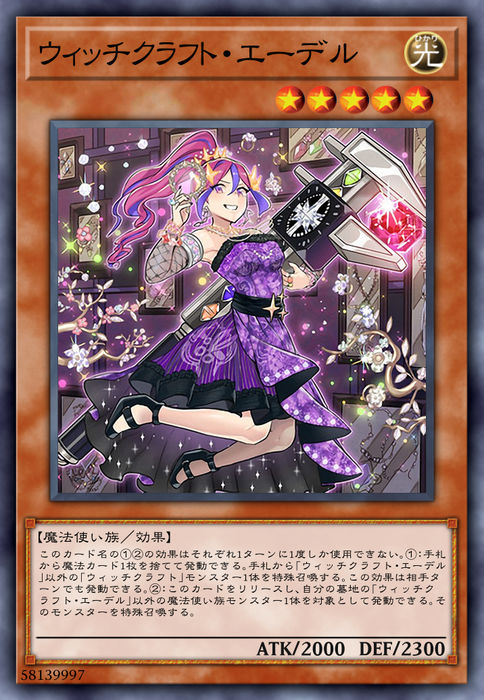 ウィッチクラフト・エーデル
ひかり
光
【魔法使い族／効果】
このカード名の①②の効果はそれぞれ1ターンに1度しか使用できない。①：手札
から魔法カード1枚を捨てて発動できる。手札から「ウィッチクラフト・エーデル
」以外の「ウィッチクラフト」モンスター1体を特殊召喚する。この効果は相手タ
ーンでも発動できる。②：このカードをリリースし、自分の墓地の「ウィッチク
ラフト・エーデル」以外の魔法使い族モンスター1体を対象として発動できる。そ
のモンスターを特殊召喚する。
ATK/2000 DEF/2300
58139997